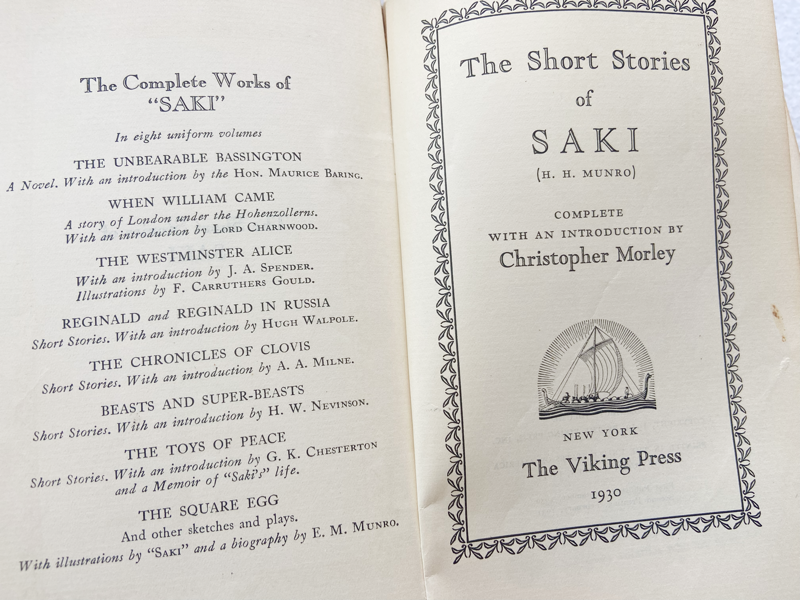 The Complete Works of
"SAKI"
In eight uniform volumes
THE UNBEARABLE BASSINGTON
A Novel. With an introduction by the HON. MAURICE BARING.
WHEN WILLIAM CAME
A story of London under the Hohenzollerns.
With an introduction by LORD CHARNWOOD.
THE WESTMINSTER ALICE
With an introduction by J. A. SPENDER.
Illustrations by F. CARRUTHERS GOULD.
REGINALD and REGINALD IN RUSSIA
Short Stories. With an introduction by HUGH WALPOLE.
THE CHRONICLES OF CLOVIS
Short Stories. With an introduction by A. A. MILNE.
BEASTS AND SUPER-BEASTS
Short Stories. With an introduction by H. W. NEVINSON.
THE TOYS OF PEACE
Short Stories. With an introduction by G. K. CHESTERTON
and a Memoir of "Saki's" life.
THE SQUARE EGG
And other sketches and plays.
With illustrations by "SAKI" and a biography by E. M. MUNRO.
The Short Stories
of
SAKI
(H. H. MUNRO)
COMPLETE
WITH AN INTRODUCTION BY
Christopher Morley
NEW YORK
The Viking Press
1930